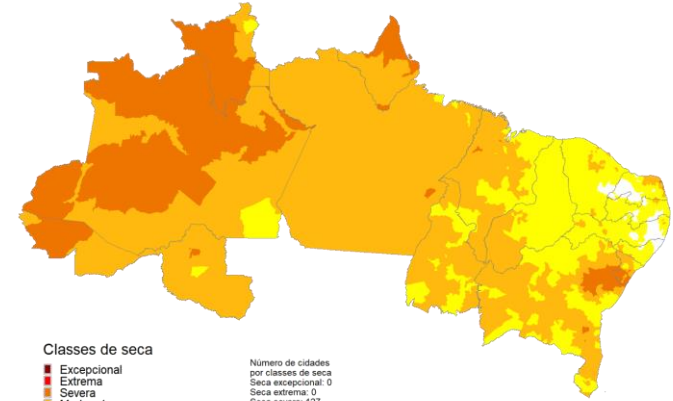 Classes de seca
Excepcional
Extrema
Severa
Número de cidades
por classes de seca
Seca excepcional: 0
Seca extrema: 0